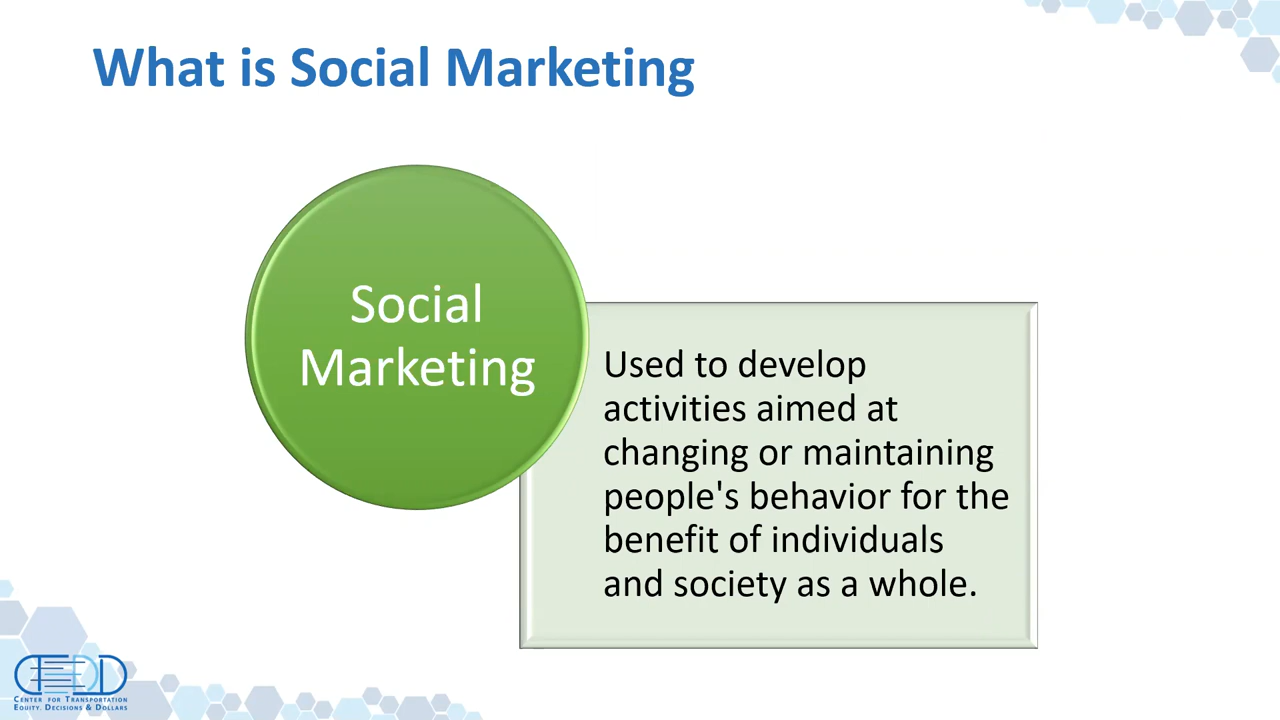 What is Social Marketing
Social
Marketing
Used to develop
activities aimed at
changing or maintaining
people's behavior for the
benefit of individuals
and society as a whole.
CTEDD
Center for Transportation
Equity, Decisions & Dollars